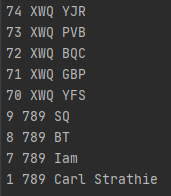 74 XWQ YJR
73 XWQ PVB
72 XWQ BQC
71 XWQ GBP
70 XWQ YFS
9 789 SQ
8 789 BT
7 789 Iam
1 789 Carl Strathie